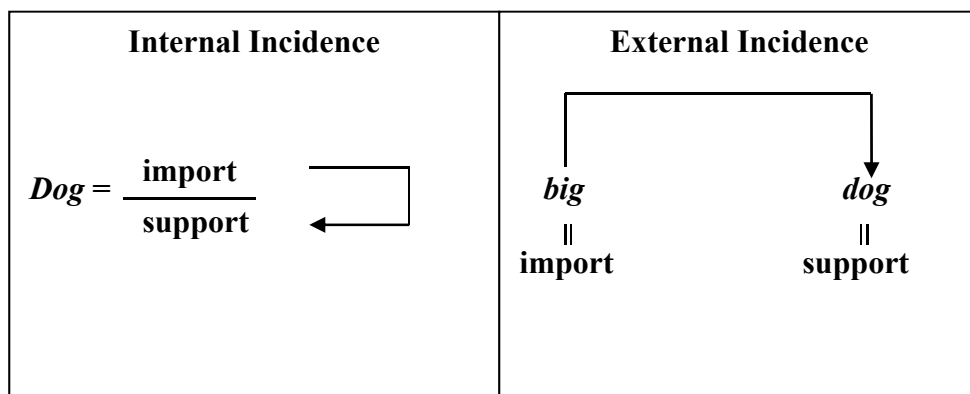 Internal Incidence
Dog = import
support
External Incidence
big dog
|| ||
import support